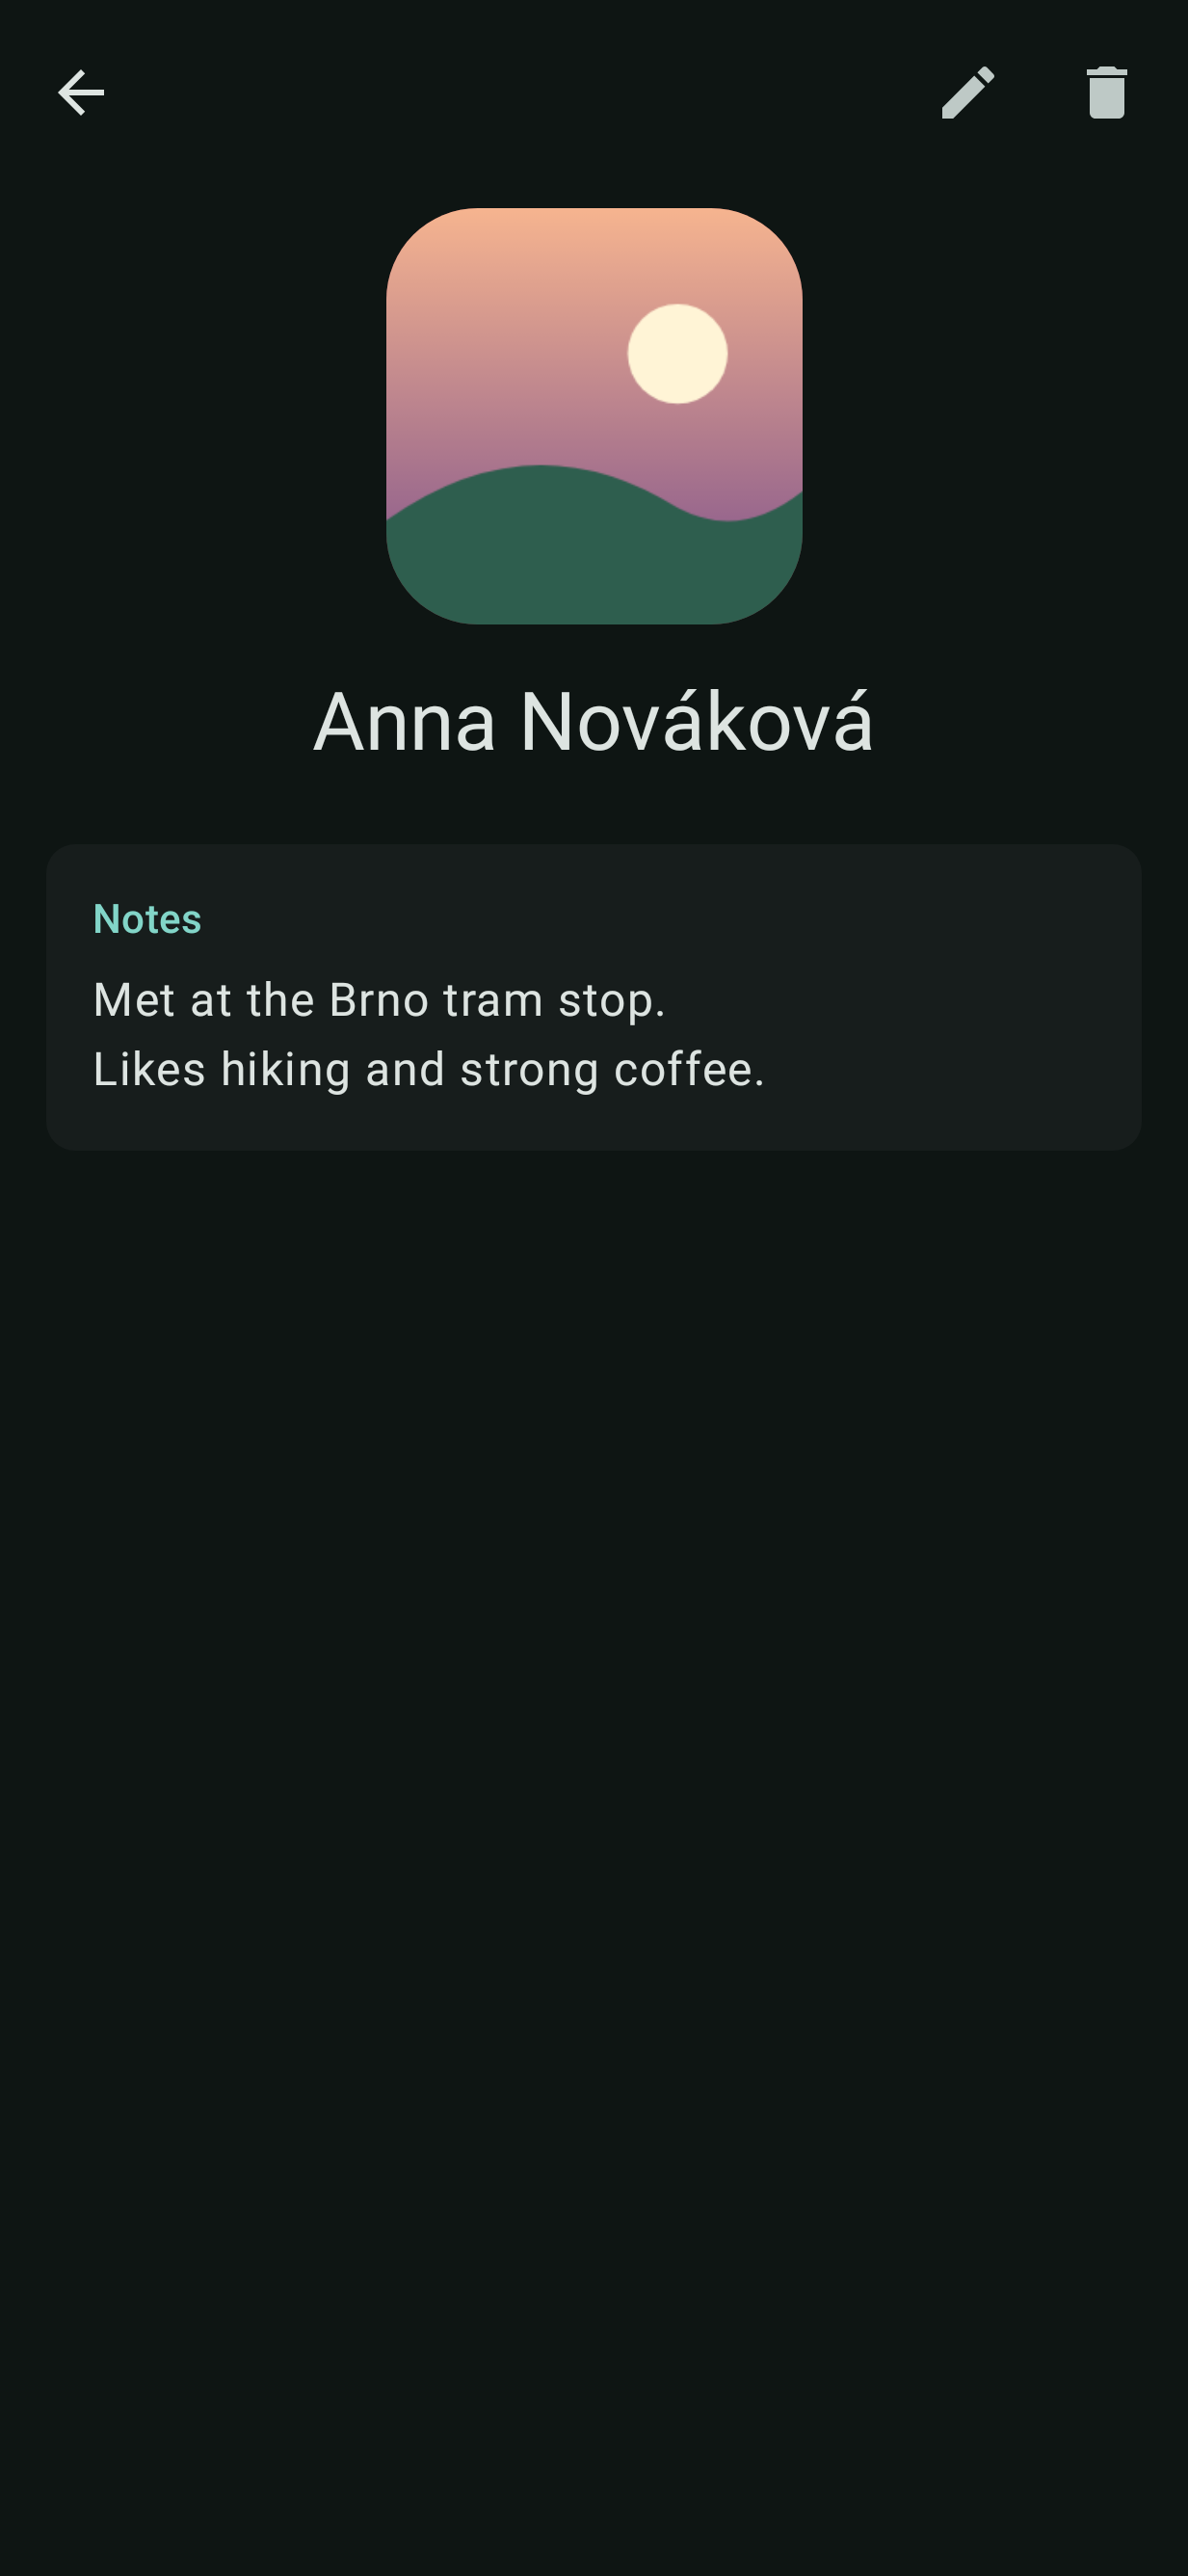 Anna Nováková
Notes
Met at the Brno tram stop.
Likes hiking and strong coffee.